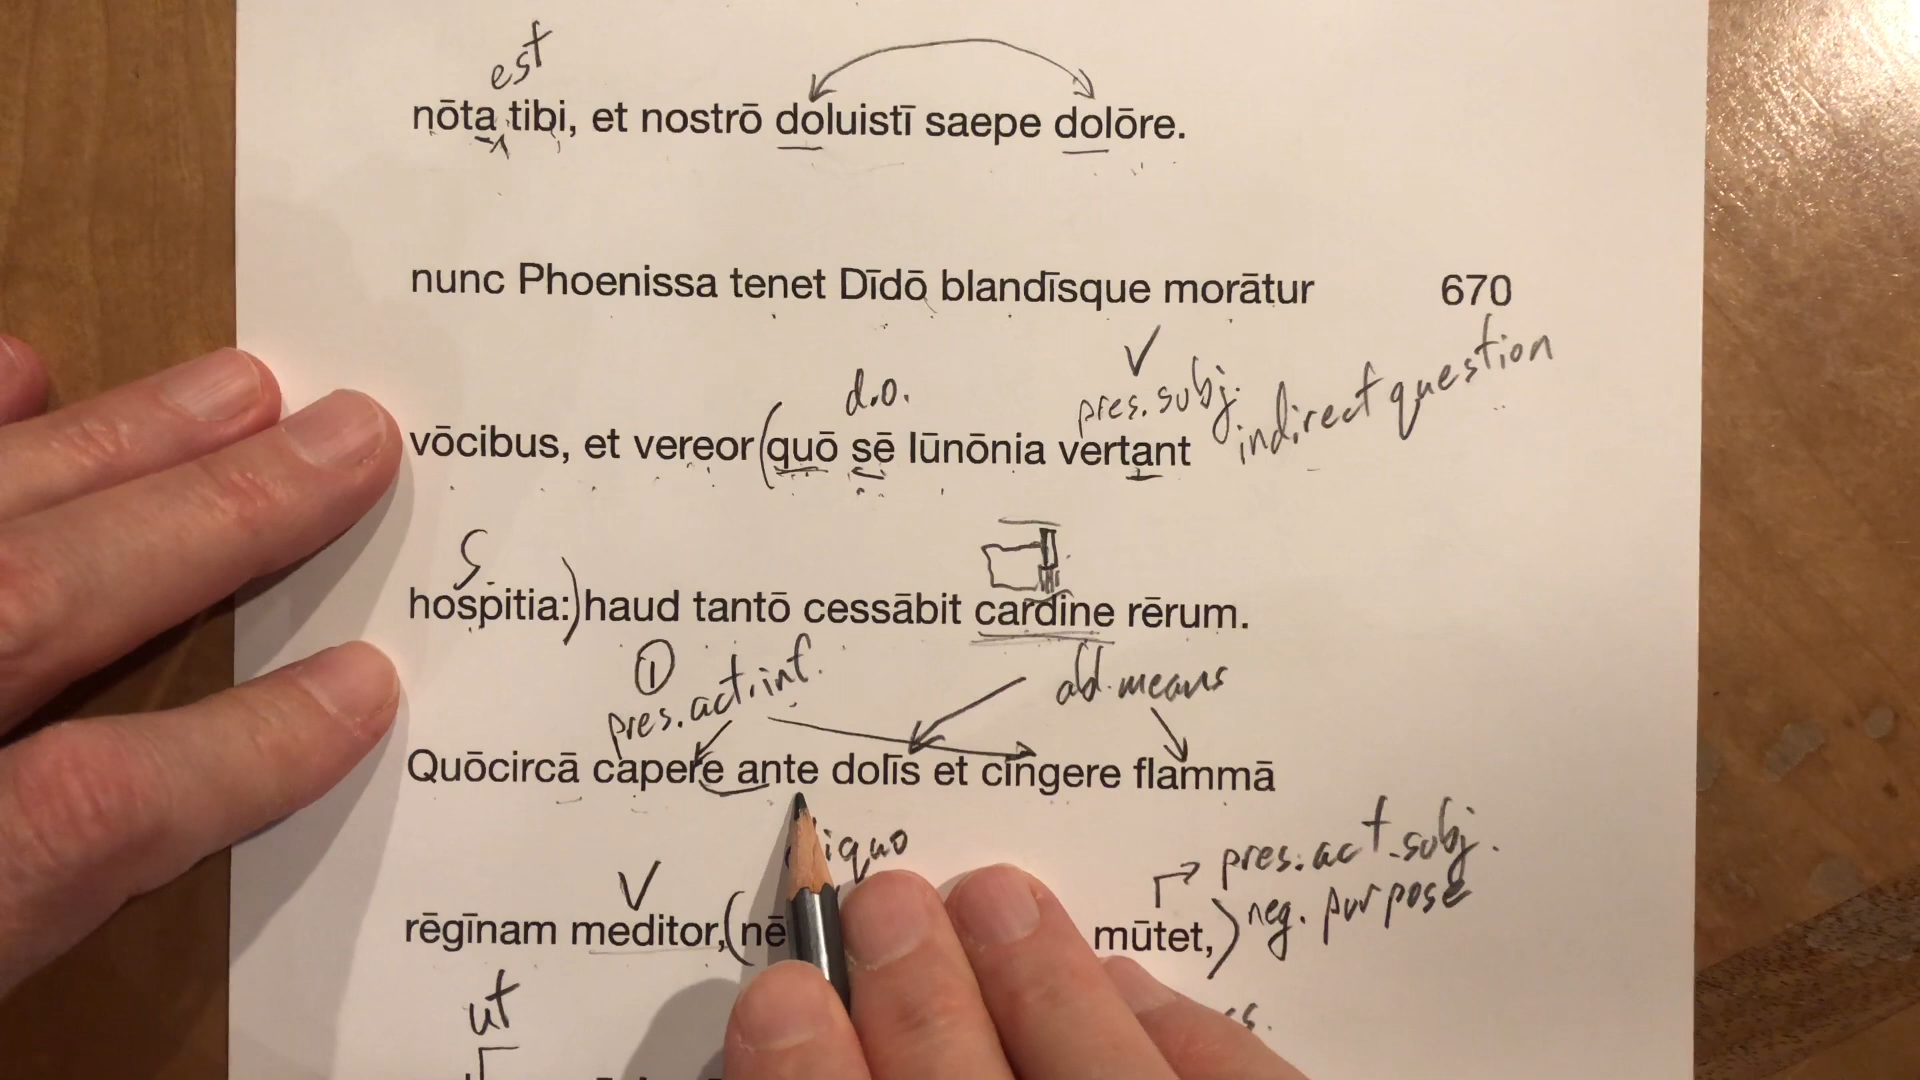 est
nōta tibi, et nostrō doluistī saepe dolōre.
nunc Phoenissa tenet Dīdō blandīsque morātur 670
V
d.o. pres. subj. indirect question
vōcibus, et vereor (quō sē Iūnōnia vertant
S
hospitia:) haud tantō cessābit cardine rērum.
1
pres. act. inf. abl. means
Quōcircā capere ante dolīs et cingere flammā
iquo pres. act. subj.
V neg. purpose
rēgīnam meditor, (nē mūtet,)
ut